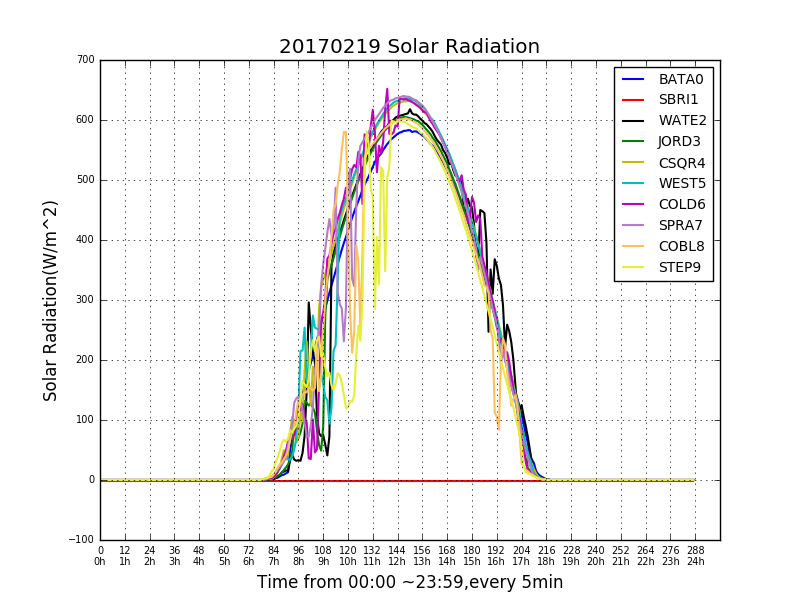 20170219 Solar Radiation
Solar Radiation(W/m^2)
700
600
500
400
300
200
100
0
−100
BATA0
SBRI1
WATE2
JORD3
CSQR4
WEST5
COLD6
SPRA7
COBL8
STEP9
0 12 24 36 48 60 72 84 96 108 120 132 144 156 168 180 192 204 216 228 240 252 264 276 288
0h 1h 2h 3h 4h 5h 6h 7h 8h 9h 10h 11h 12h 13h 14h 15h 16h 17h 18h 19h 20h 21h 22h 23h 24h
Time from 00:00 ~23:59,every 5min